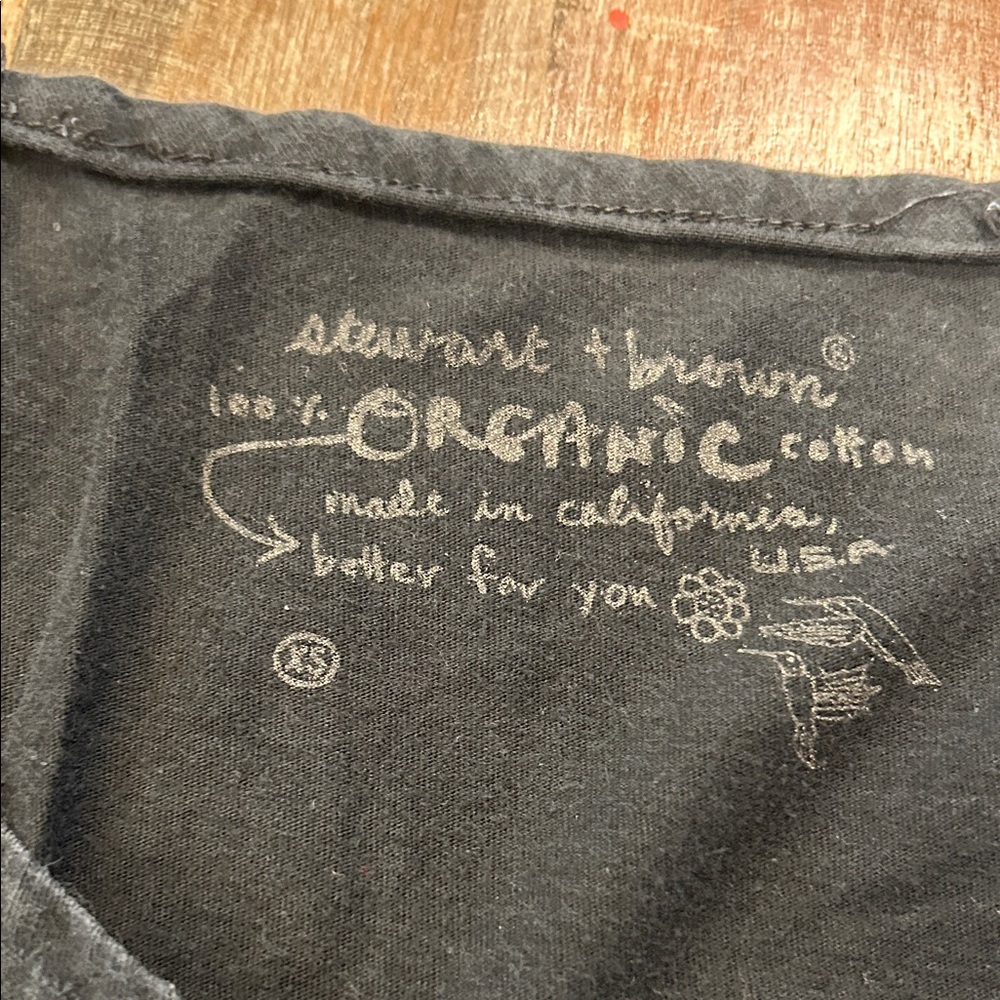 stewart + brown®
100% ORGANIC cotton
made in california,
U.S.A
better for you
XS